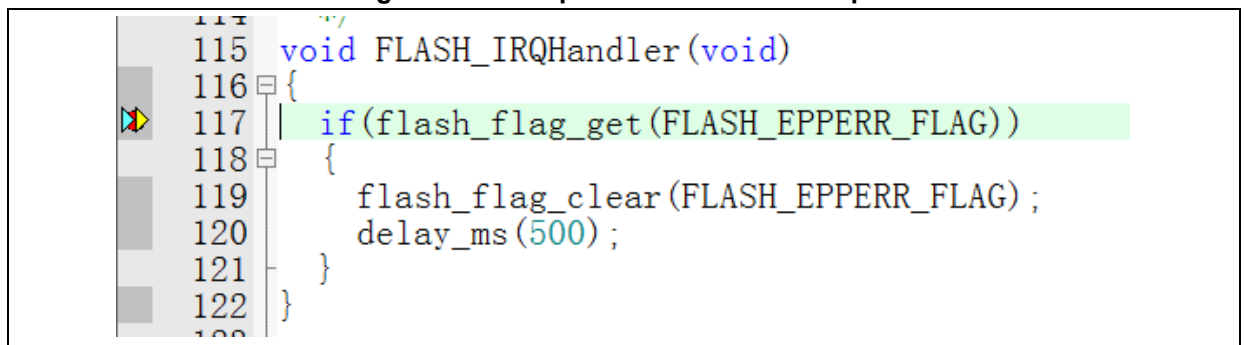 115 void FLASH_IRQHandler(void)
116 {
117 if(flash_flag_get(FLASH_EPPERR_FLAG))
118 {
119 flash_flag_clear(FLASH_EPPERR_FLAG);
120 delay_ms(500);
121 }
122 }